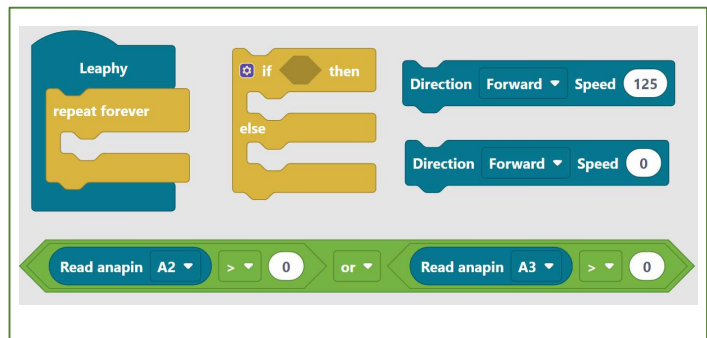 Leaphy
repeat forever
if then
else
Direction Forward Speed 125
Direction Forward Speed 0
Read anapin A2 > 0 or Read anapin A3 > 0